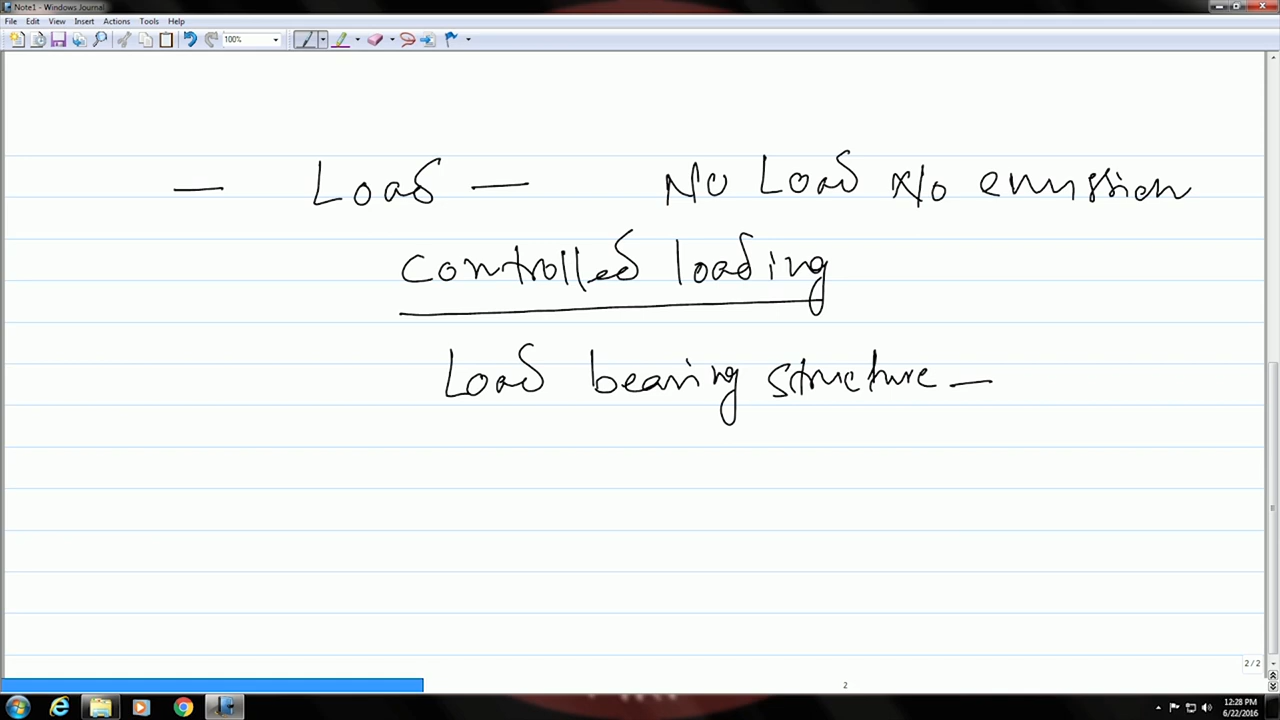 Note1 - Windows Journal
File Edit View Insert Actions Tools Help
100%
— Load — No Load No emission
controlled loading
Load bearing structure —
2 / 2
2
12:28 PM
6/22/2016